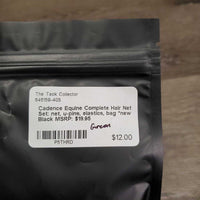 The Tack Collector
545159-405
Cadence Equine Complete Hair Net
Set: net, u-pins, elastics, bag *new
Black MSRP: $19.95
Green
$12.00
P5THRD